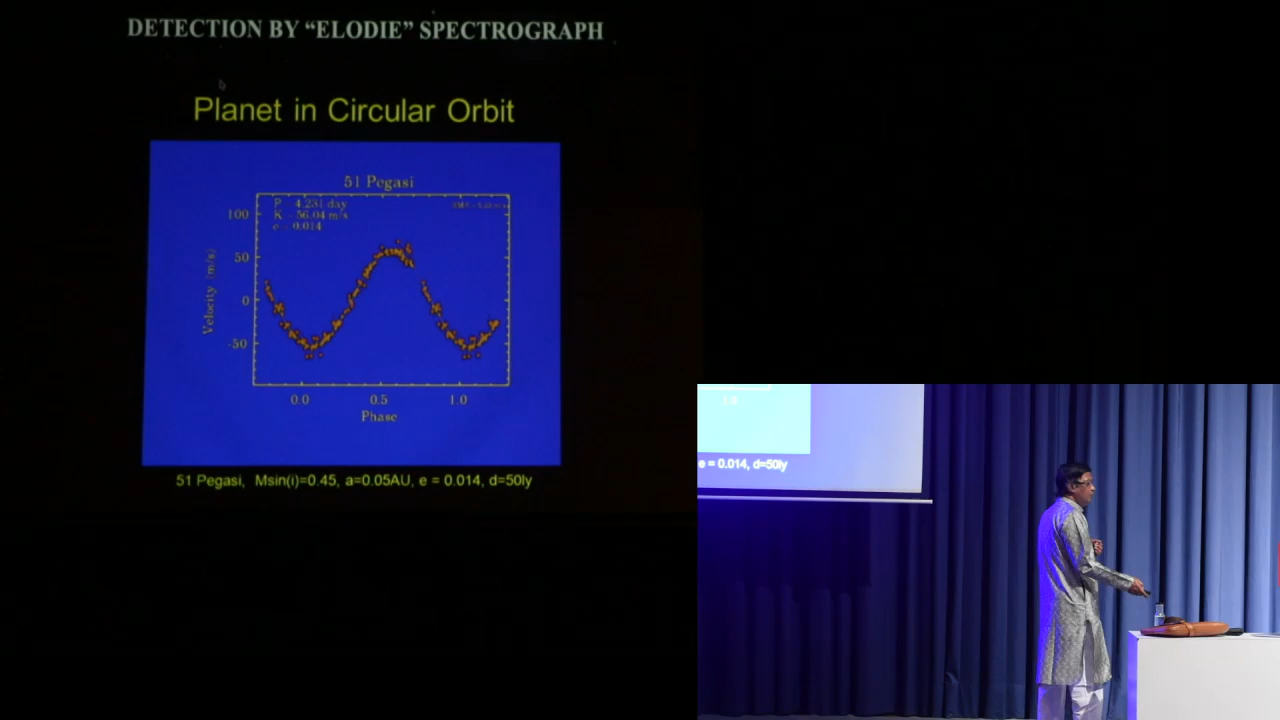 DETECTION BY “ELODIE” SPECTROGRAPH
Planet in Circular Orbit
51 Pegasi
P = 4.231 day
K = 56.04 m/s
e = 0.014
100
50
0
-50
Velocity (m/s)
0.0
0.5
1.0
Phase
51 Pegasi, Msin(i)=0.45, a=0.05AU, e = 0.014, d=50ly
1.0
e = 0.014, d=50ly